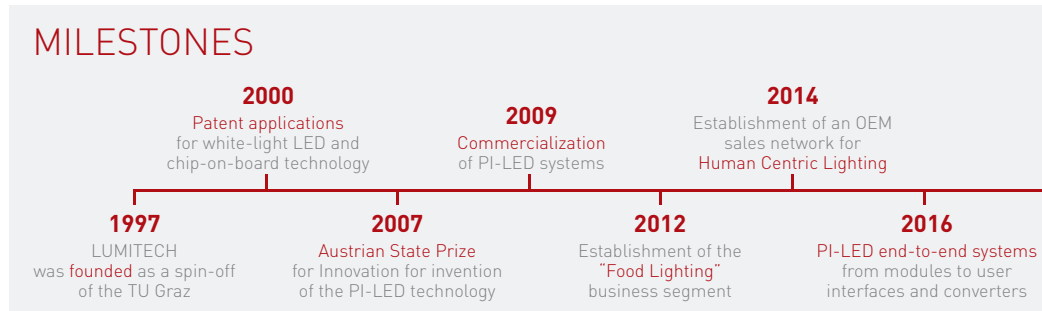 MILESTONES
2000
Patent applications
for white-light LED and
chip-on-board technology
2009
Commercialization
of PI-LED systems
2014
Establishment of an OEM
sales network for
Human Centric Lighting
1997
LUMITECH
was founded as a spin-off
of the TU Graz
2007
Austrian State Prize
for Innovation for invention
of the PI-LED technology
2012
Establishment of the
“Food Lighting”
business segment
2016
PI-LED end-to-end systems
from modules to user
interfaces and converters